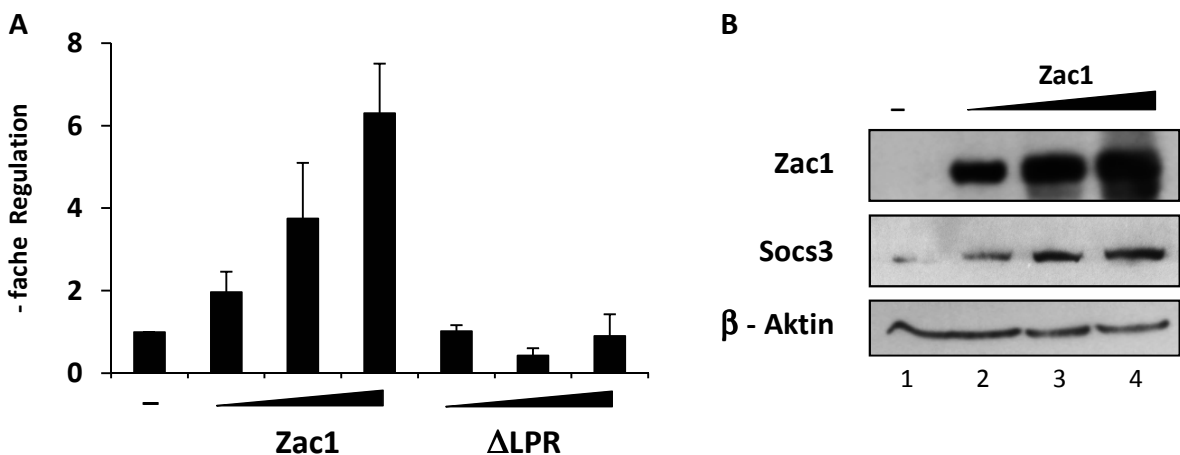 A
- fache Regulation
8
6
4
2
0
–
Zac1
ΔLPR
B
Zac1
–
Zac1
Socs3
β - Aktin
1 2 3 4